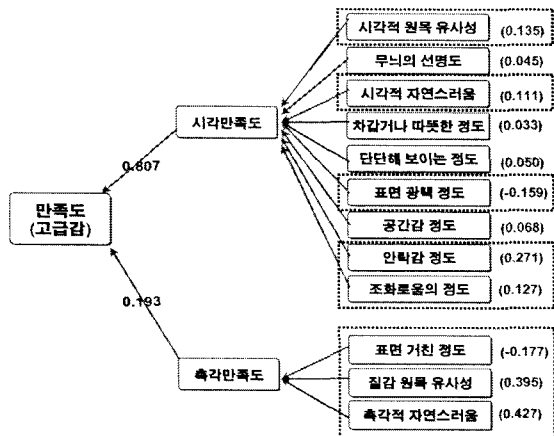 시각적 원목 유사성 (0.135)
무늬의 선명도 (0.045)
시각적 자연스러움 (0.111)
시각만족도
차갑거나 따뜻한 정도 (0.033)
단단해 보이는 정도 (0.050)
0.807
표면 광택 정도 (-0.159)
만족도
(고급감)
공간감 정도 (0.068)
안락감 정도 (0.271)
조화로움의 정도 (0.127)
0.193
표면 거친 정도 (-0.177)
촉각만족도
질감 원목 유사성 (0.395)
촉각적 자연스러움 (0.427)